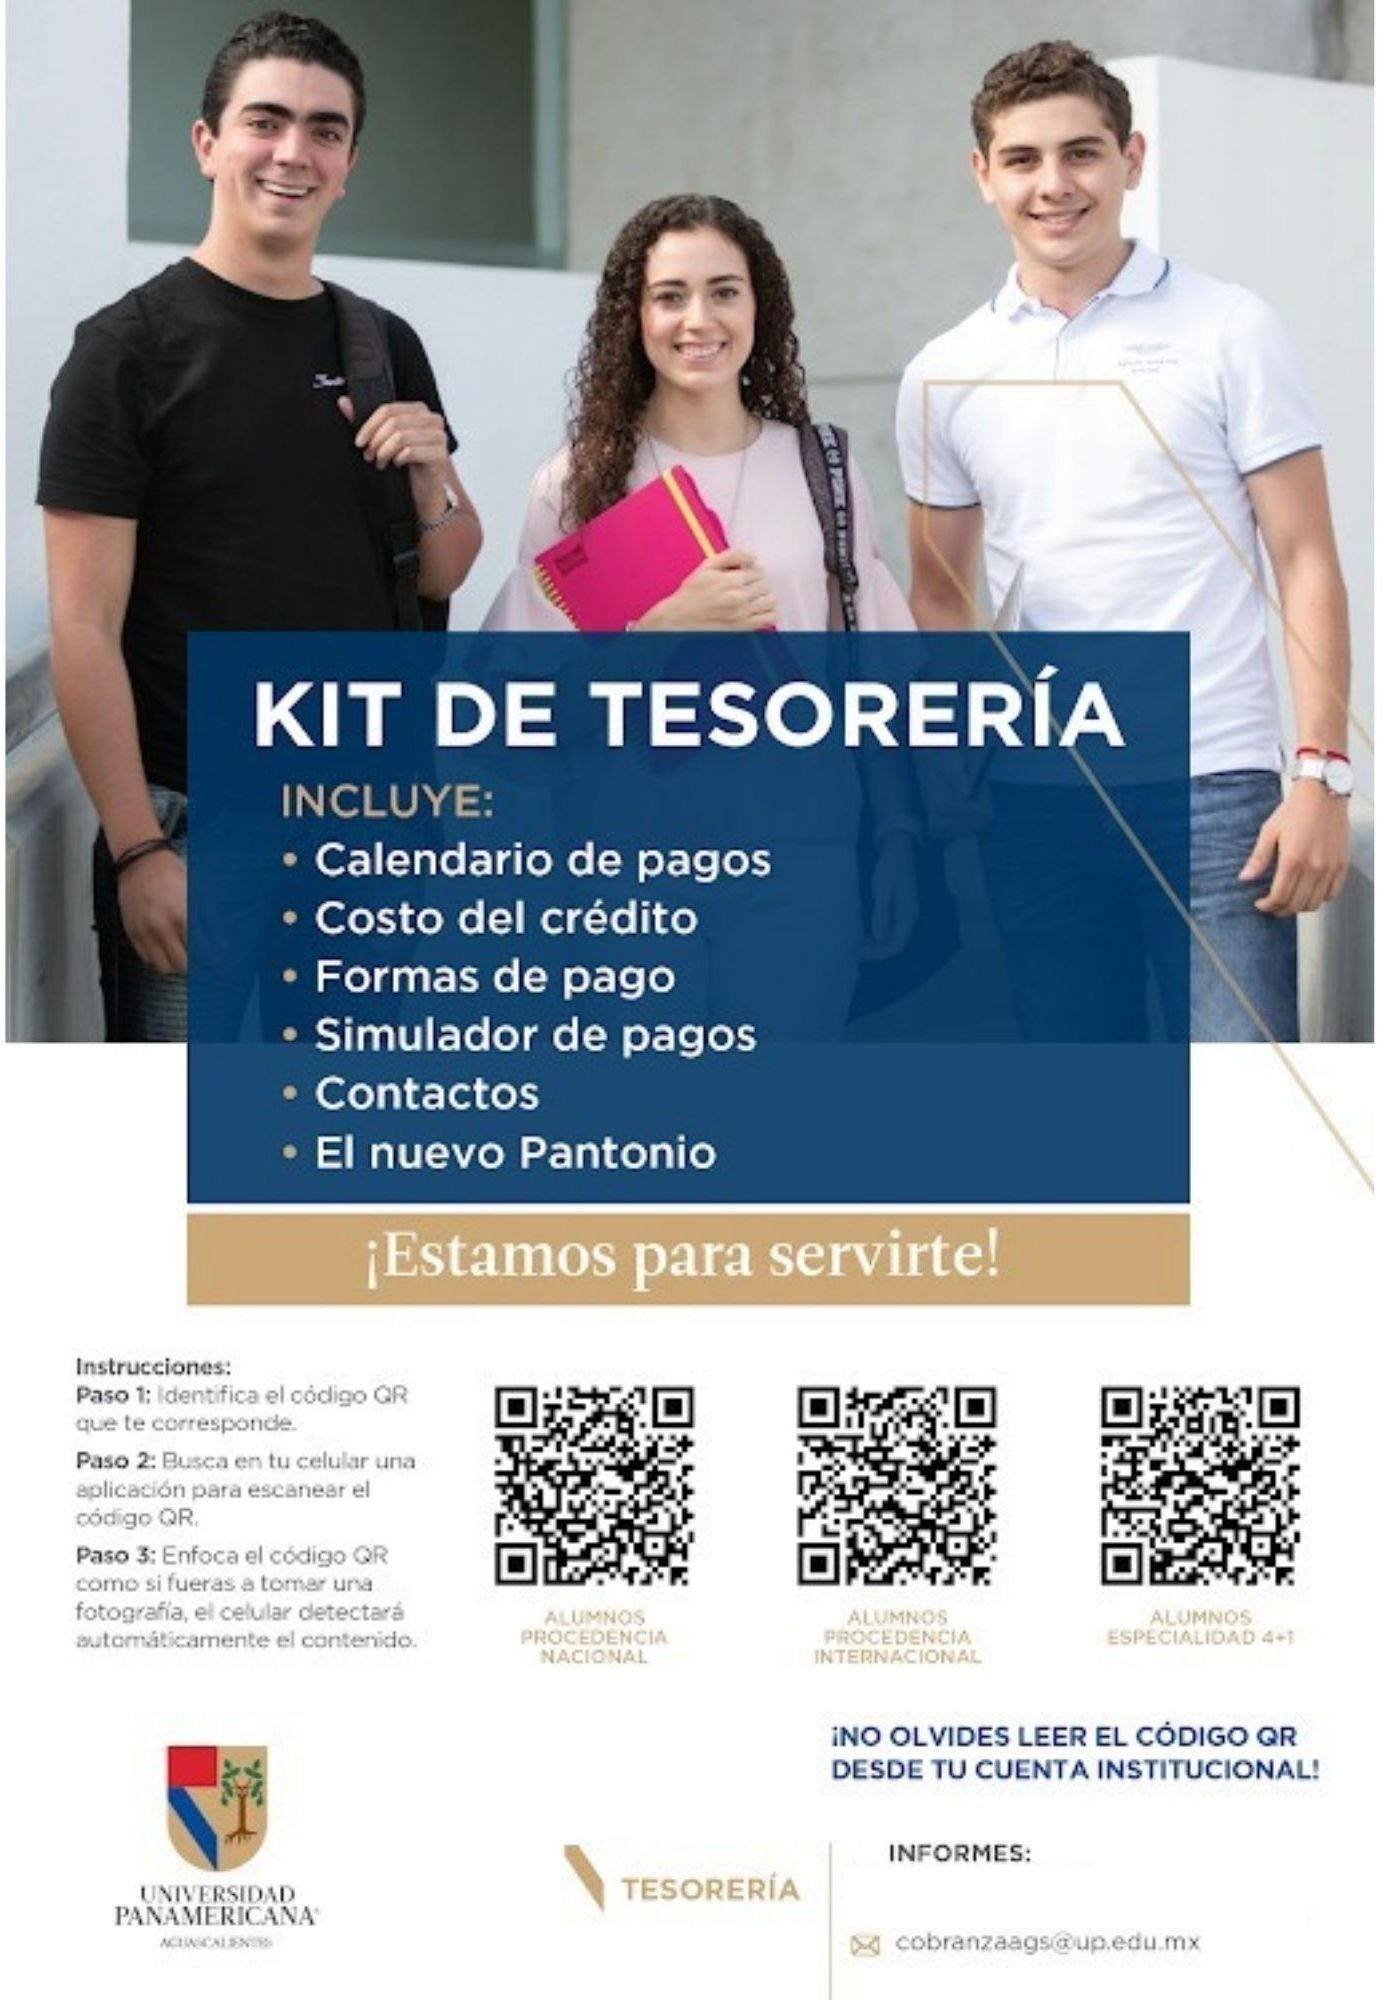 KIT DE TESORERÍA
INCLUYE:
• Calendario de pagos
• Costo del crédito
• Formas de pago
• Simulador de pagos
• Contactos
• El nuevo Pantonio
¡Estamos para servirte!
Instrucciones:
Paso 1: Identifica el código QR
que te corresponde.
Paso 2: Busca en tu celular una
aplicación para escanear el
código QR.
Paso 3: Enfoca el código QR
como si fueras a tomar una
fotografía, el celular detectará
automáticamente el contenido.
ALUMNOS
PROCEDENCIA
NACIONAL
ALUMNOS
PROCEDENCIA
INTERNACIONAL
ALUMNOS
ESPECIALIDAD 4+1
¡NO OLVIDES LEER EL CÓDIGO QR
DESDE TU CUENTA INSTITUCIONAL!
UNIVERSIDAD
PANAMERICANA
AGUASCALIENTES
TESORERÍA
INFORMES:
cobranzaags@up.edu.mx